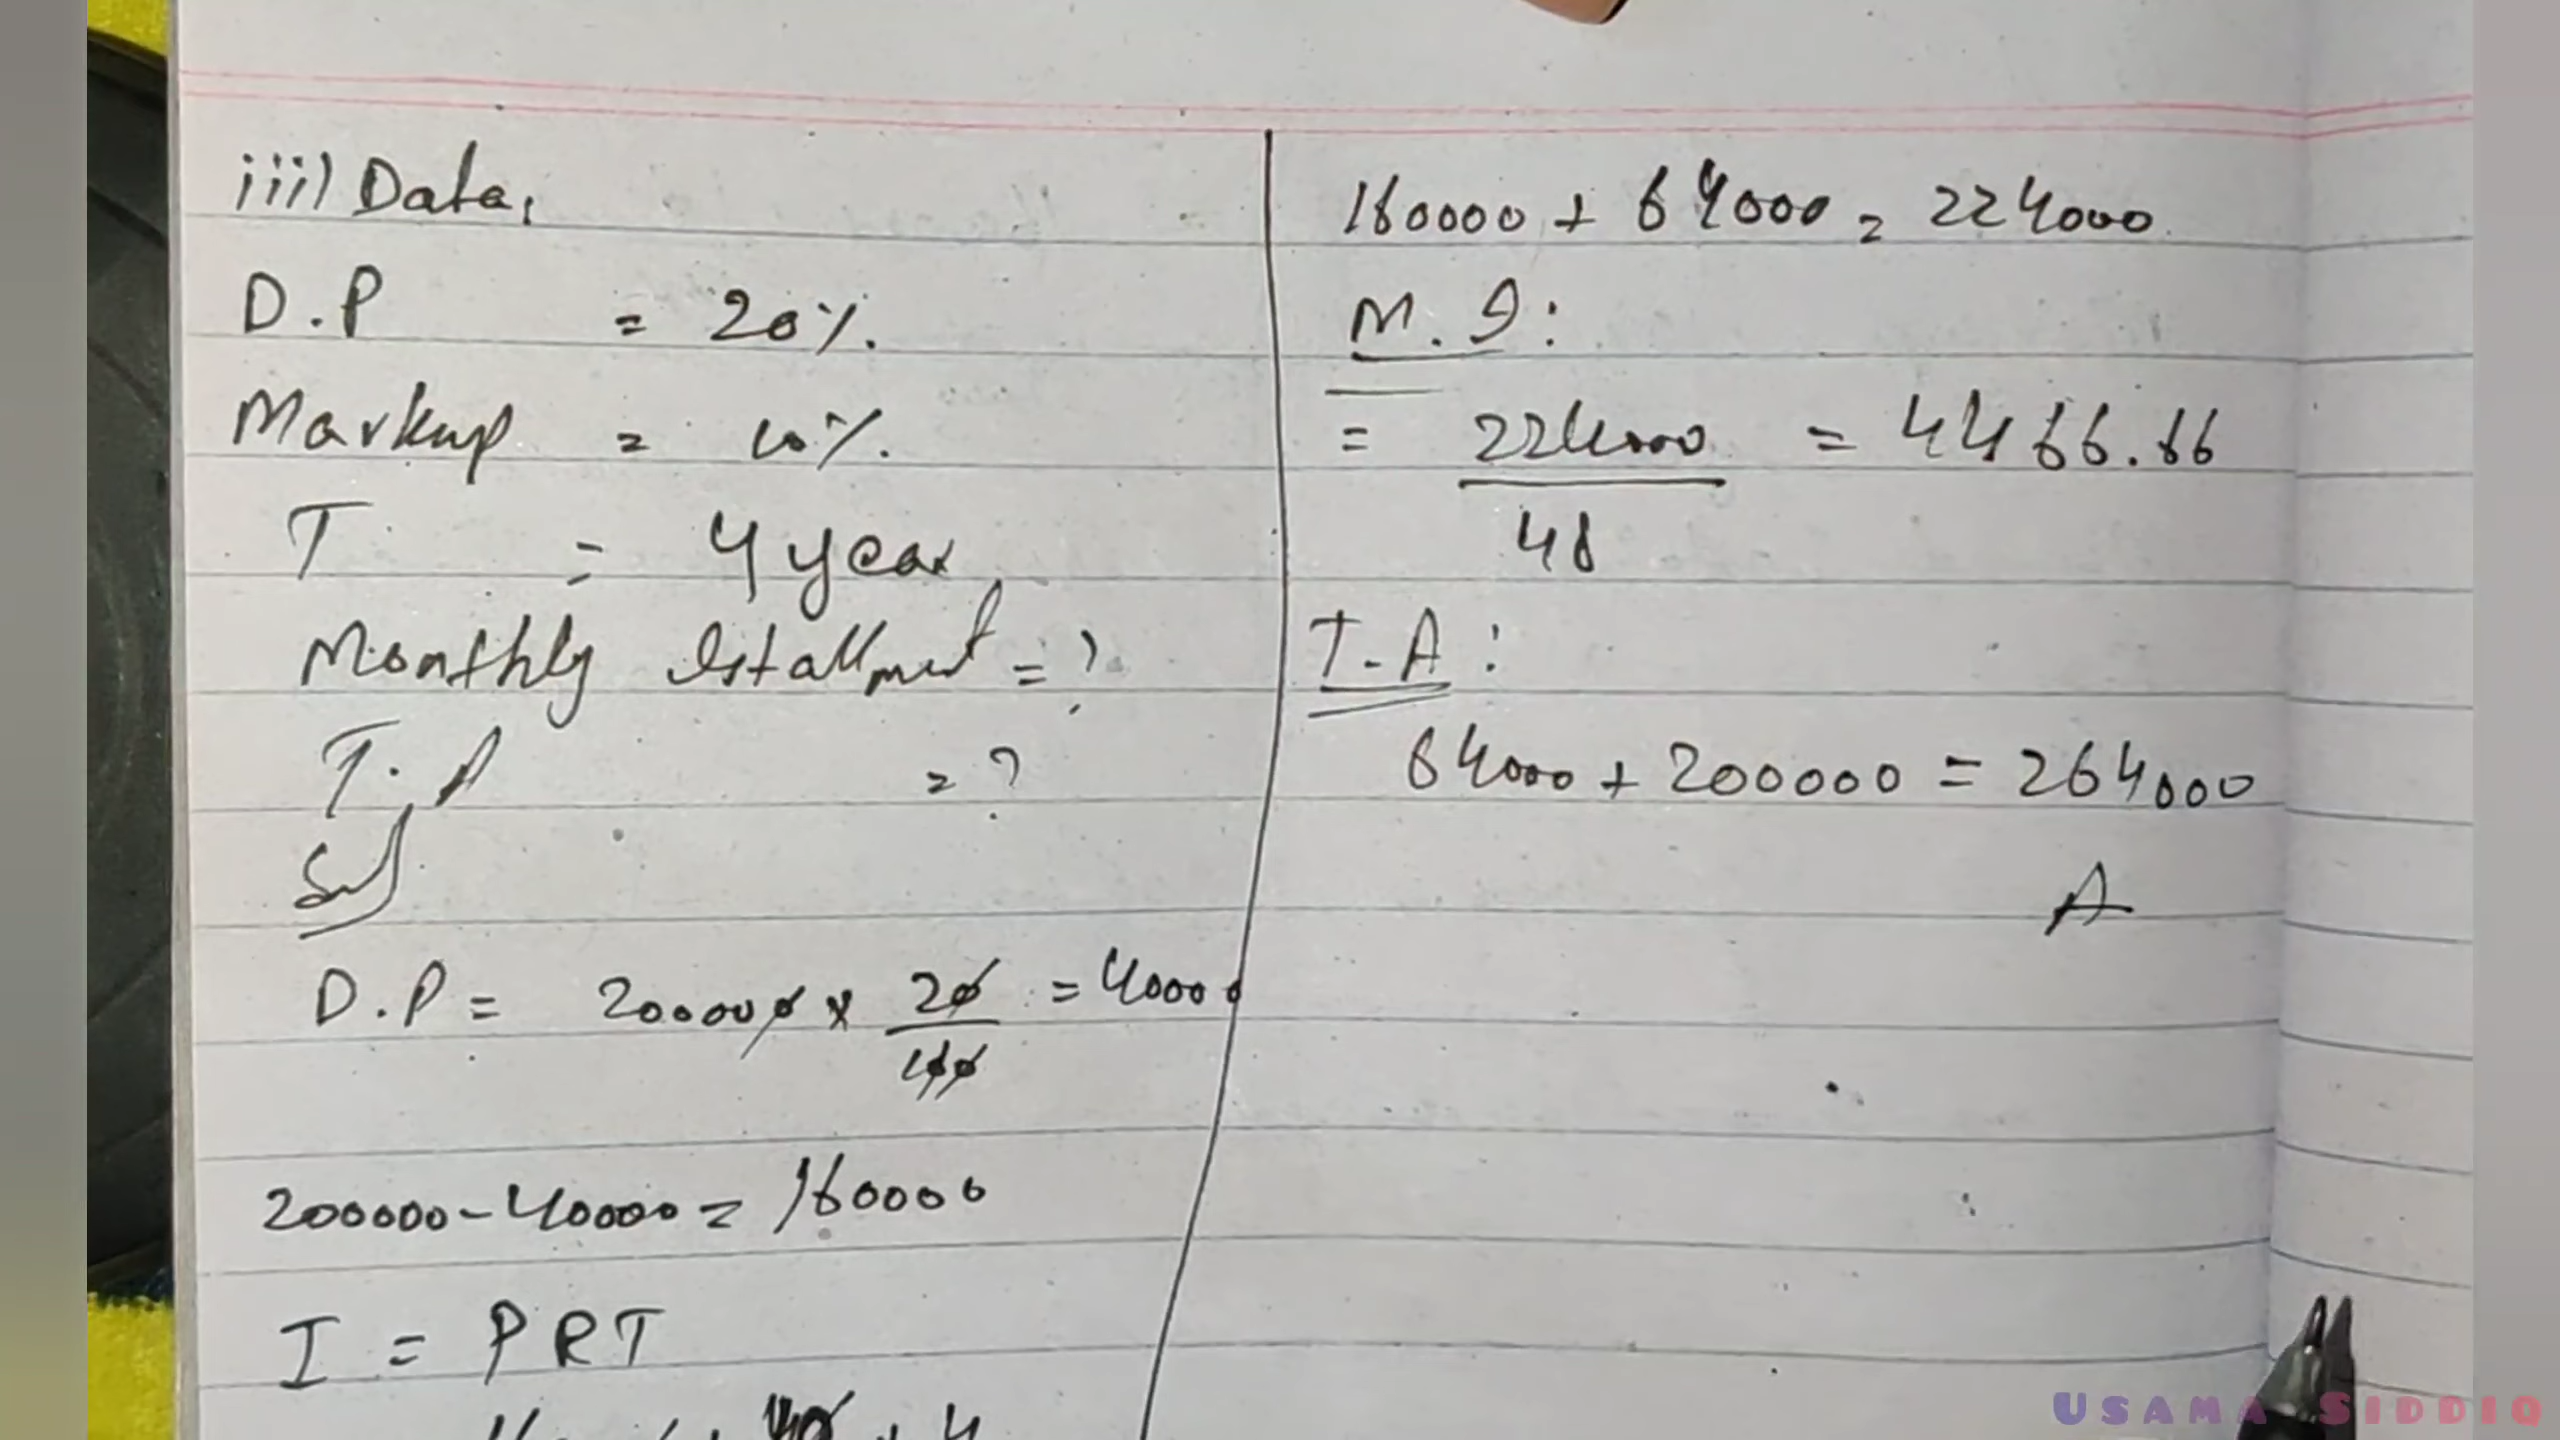 iii) Data,
D.P = 20%.
Markup = 10%.
T = 4 year
Monthly Istallment = ?
T. A = ?
Sol
D.P = 200000 x 20 = 40000
100
200000 - 40000 = 160000
I = PRT
160000 + 64000 = 224000
M. I :
= 224000 = 4466.66
48
T.A :
64000 + 200000 = 264000
A
USAMA SIDDIQ